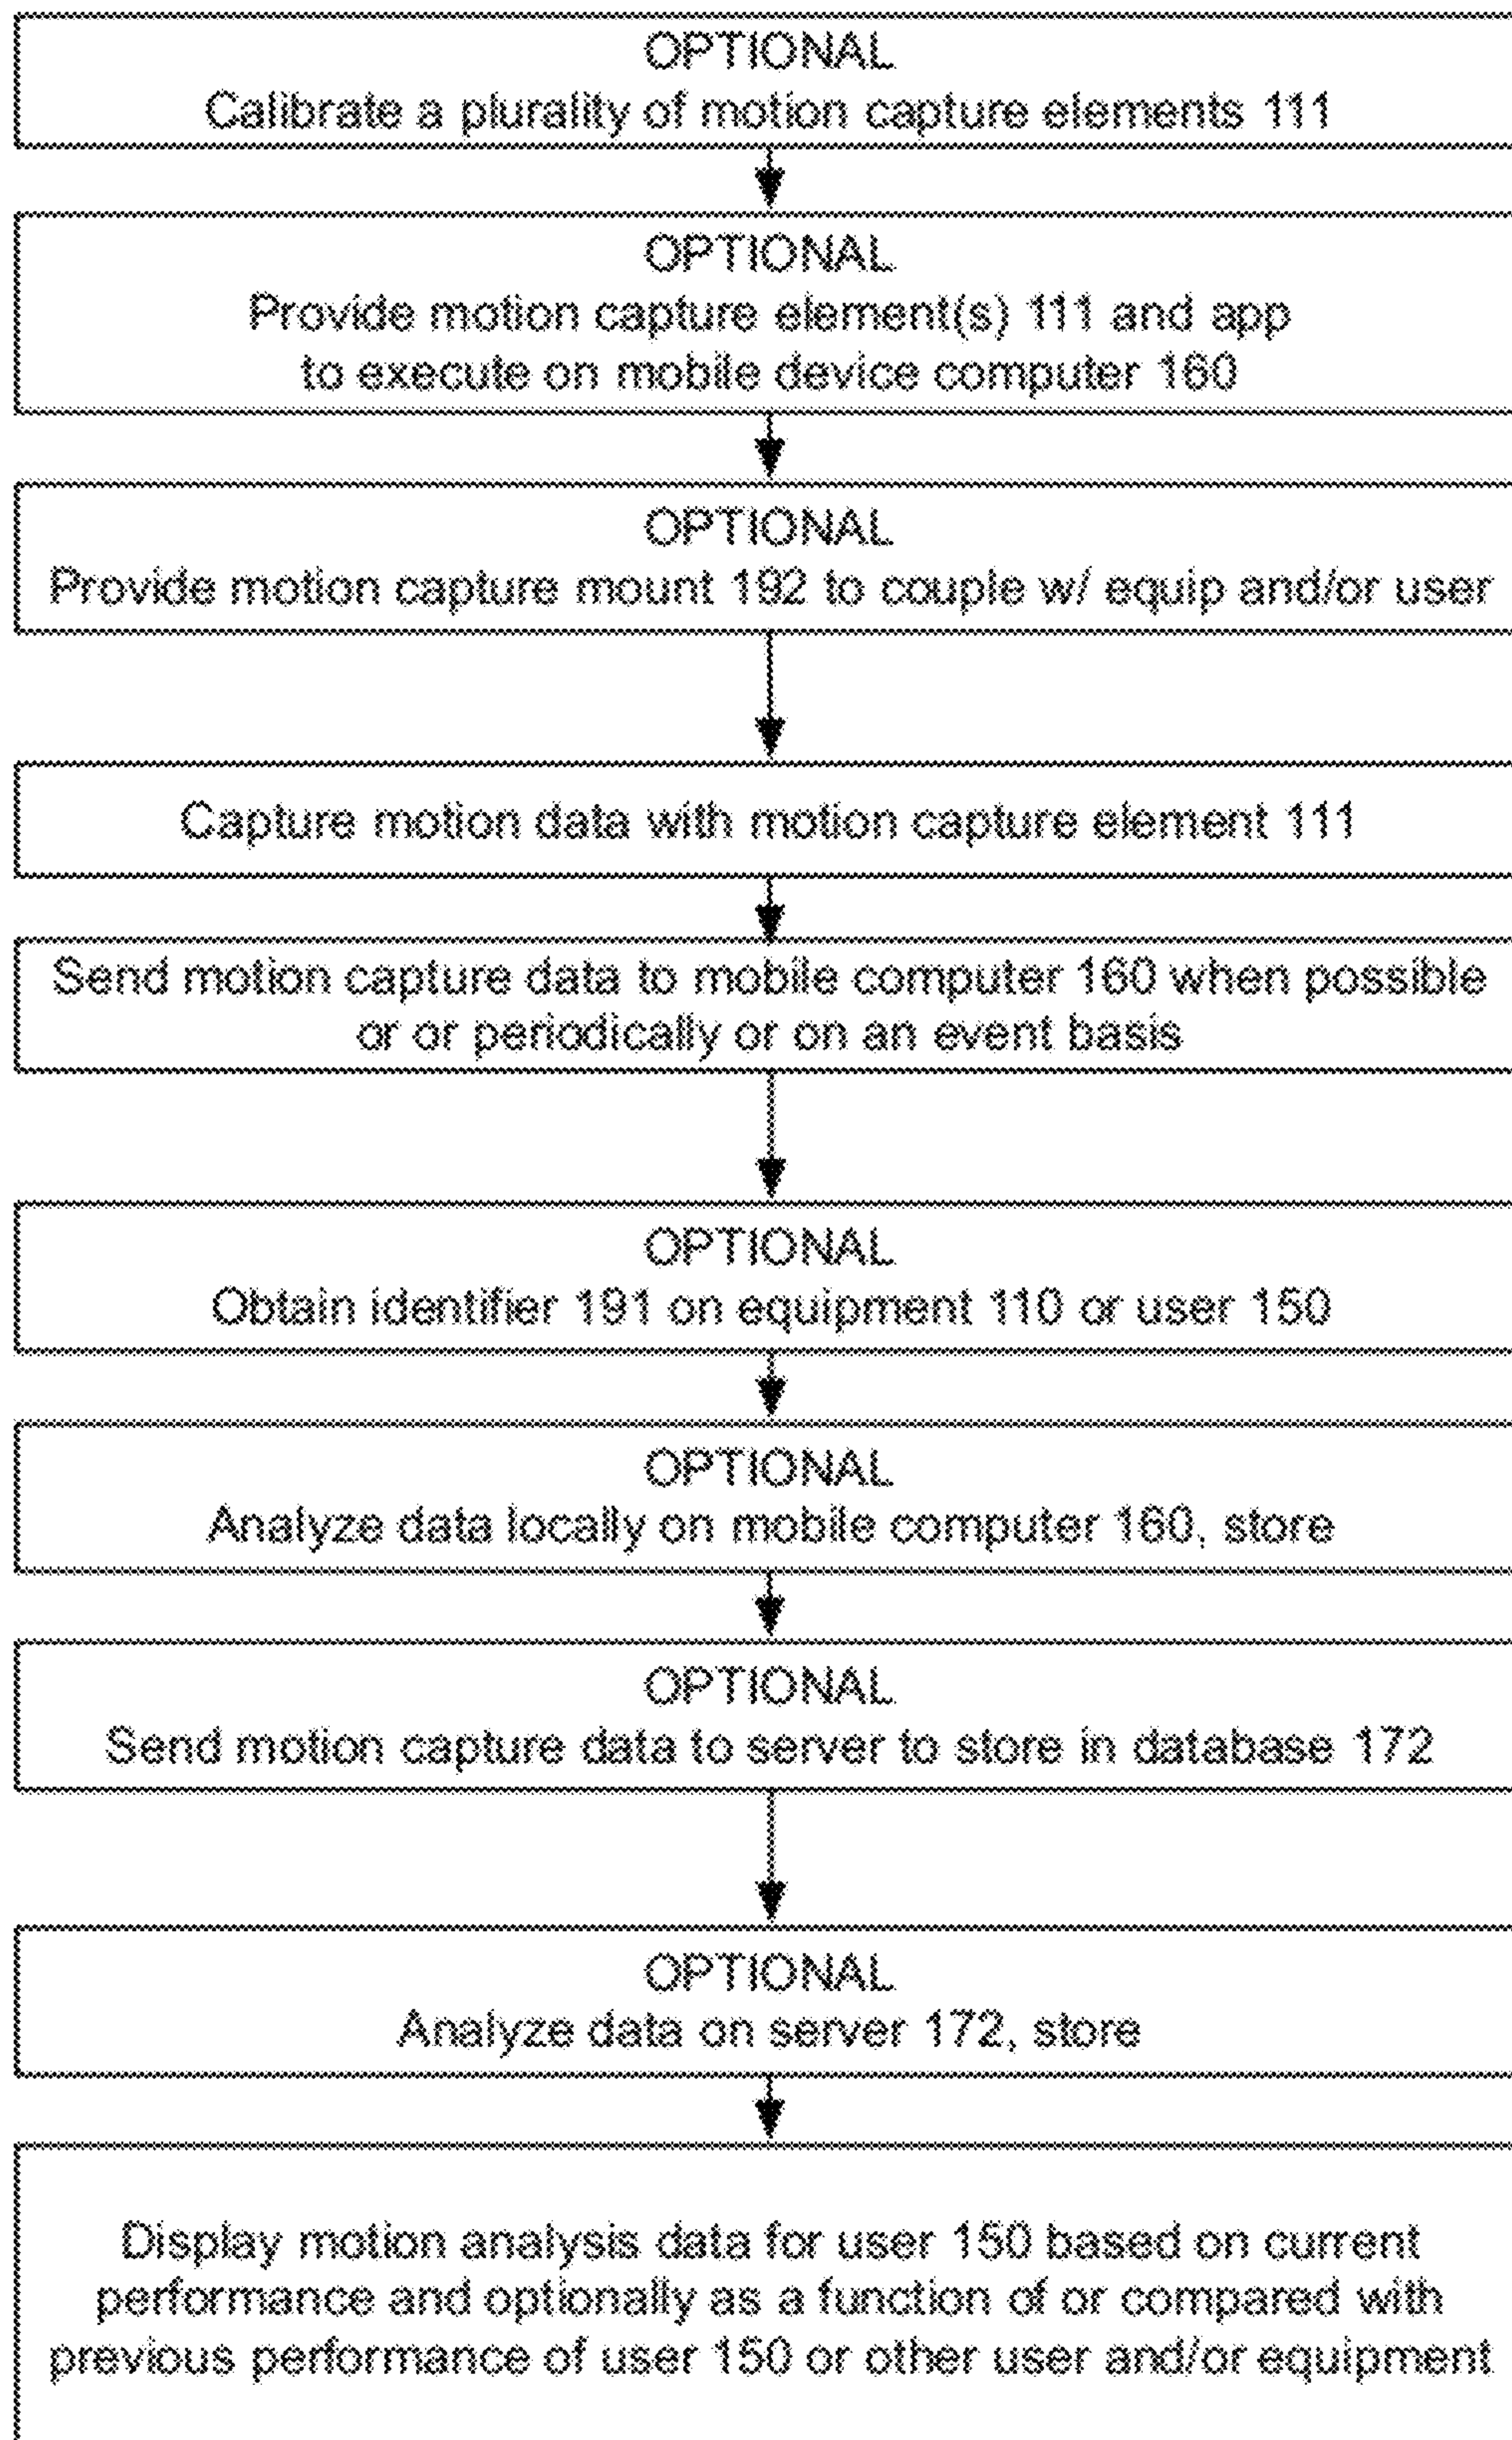 OPTIONAL
Calibrate a plurality of motion capture elements 111
OPTIONAL
Provide motion capture element(s) 111 and app
to execute on mobile device computer 160
OPTIONAL
Provide motion capture mount 192 to couple w/ equip and/or user
Capture motion data with motion capture element 111
Send motion capture data to mobile computer 160 when possible
or or periodically or on an event basis
OPTIONAL
Obtain identifier 191 on equipment 110 or user 150
OPTIONAL
Analyze data locally on mobile computer 160, store
OPTIONAL
Send motion capture data to server to store in database 172
OPTIONAL
Analyze data on server 172, store
Display motion analysis data for user 150 based on current
performance and optionally as a function of or compared with
previous performance of user 150 or other user and/or equipment